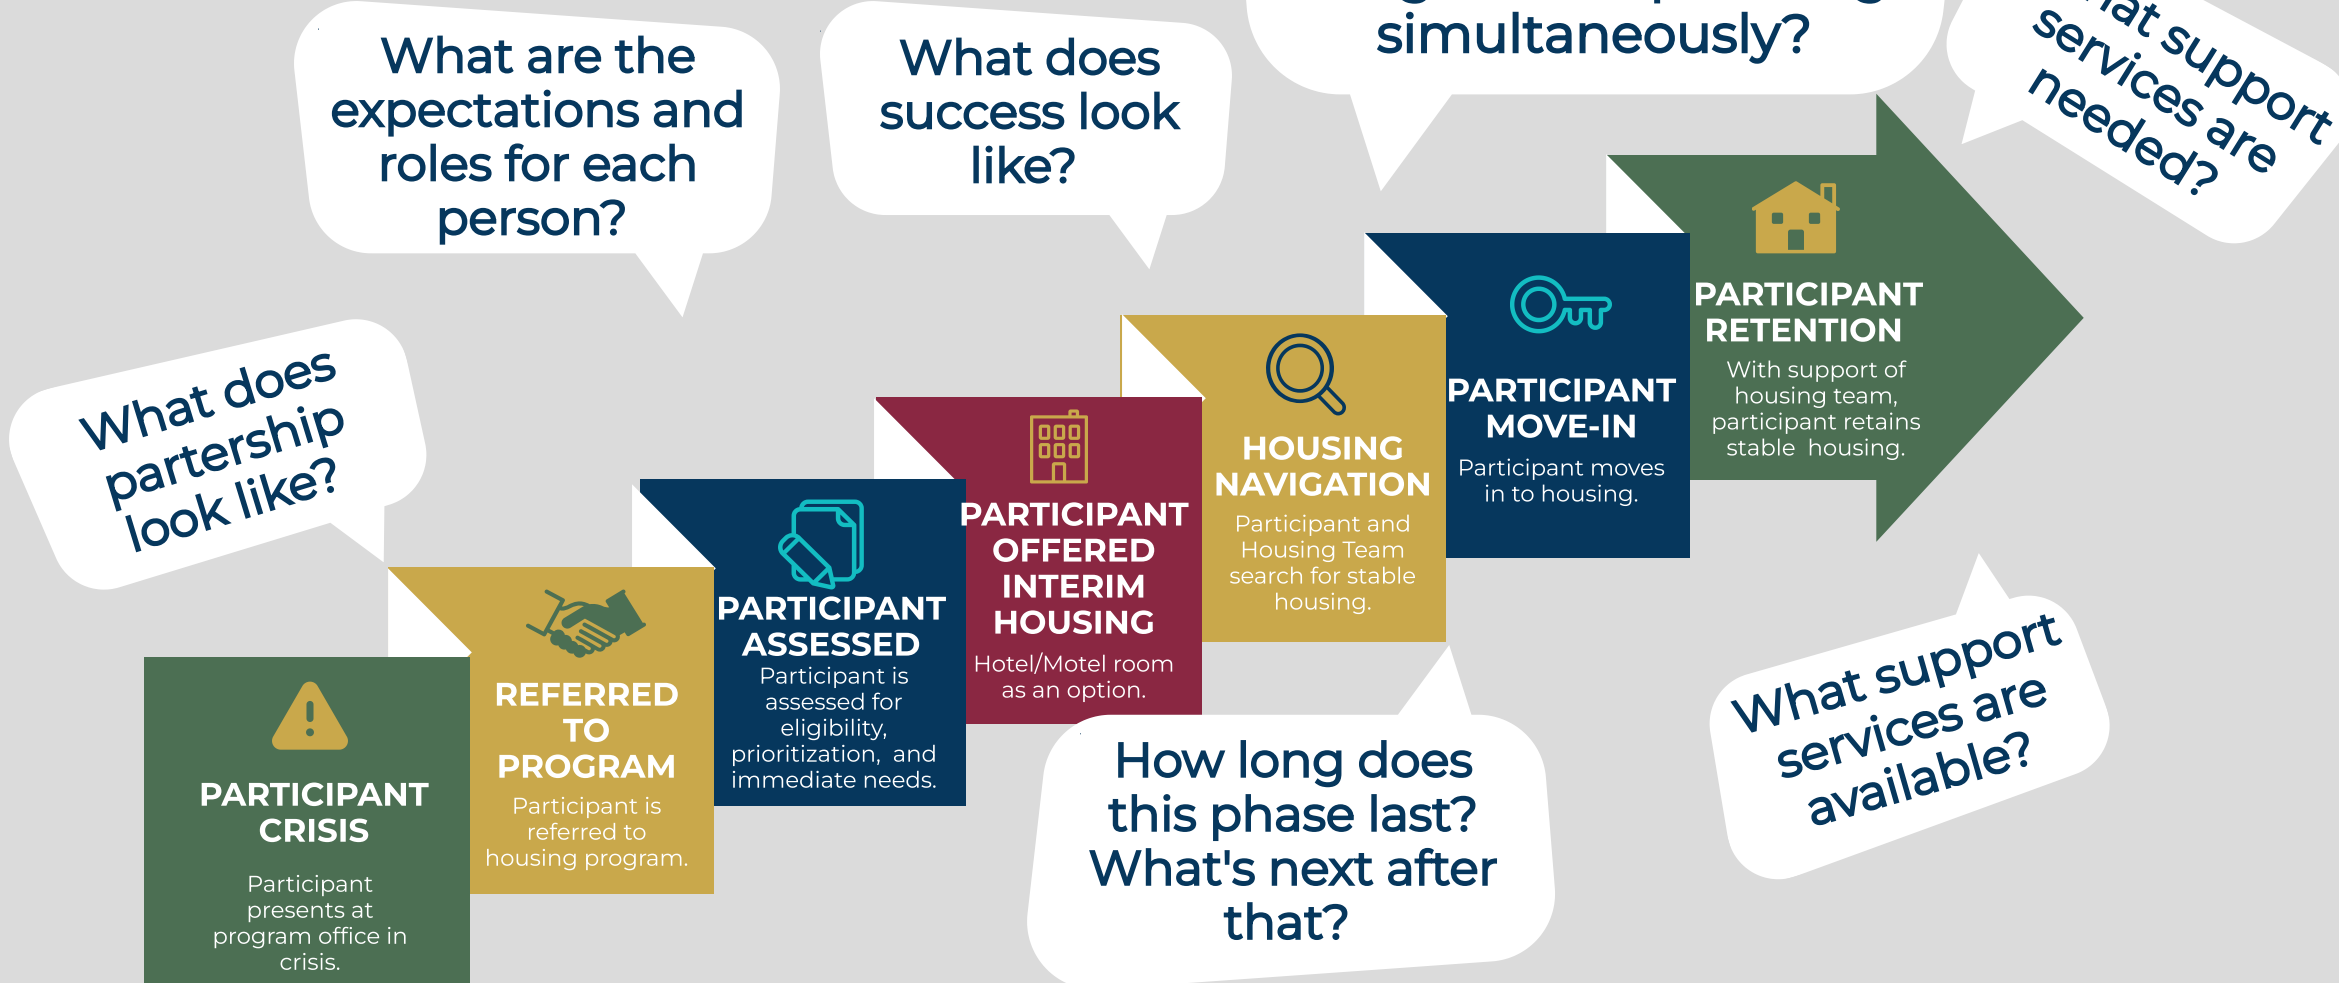 What are the
expectations and
roles for each
person?
What does
success look
like?
simultaneously?
support
services are
needed?
What does
partership
look like?
PARTICIPANT
RETENTION
With support of
housing team,
participant retains
stable housing.
PARTICIPANT
MOVE-IN
Participant moves
in to housing.
HOUSING
NAVIGATION
Participant and
Housing Team
search for stable
housing.
PARTICIPANT
OFFERED
INTERIM
HOUSING
Hotel/Motel room
as an option.
PARTICIPANT
ASSESSED
Participant is
assessed for
eligibility,
prioritization, and
immediate needs.
REFERRED
TO
PROGRAM
Participant is
referred to
housing program.
PARTICIPANT
CRISIS
Participant
presents at
program office in
crisis.
How long does
this phase last?
What's next after
that?
What support
services are
available?